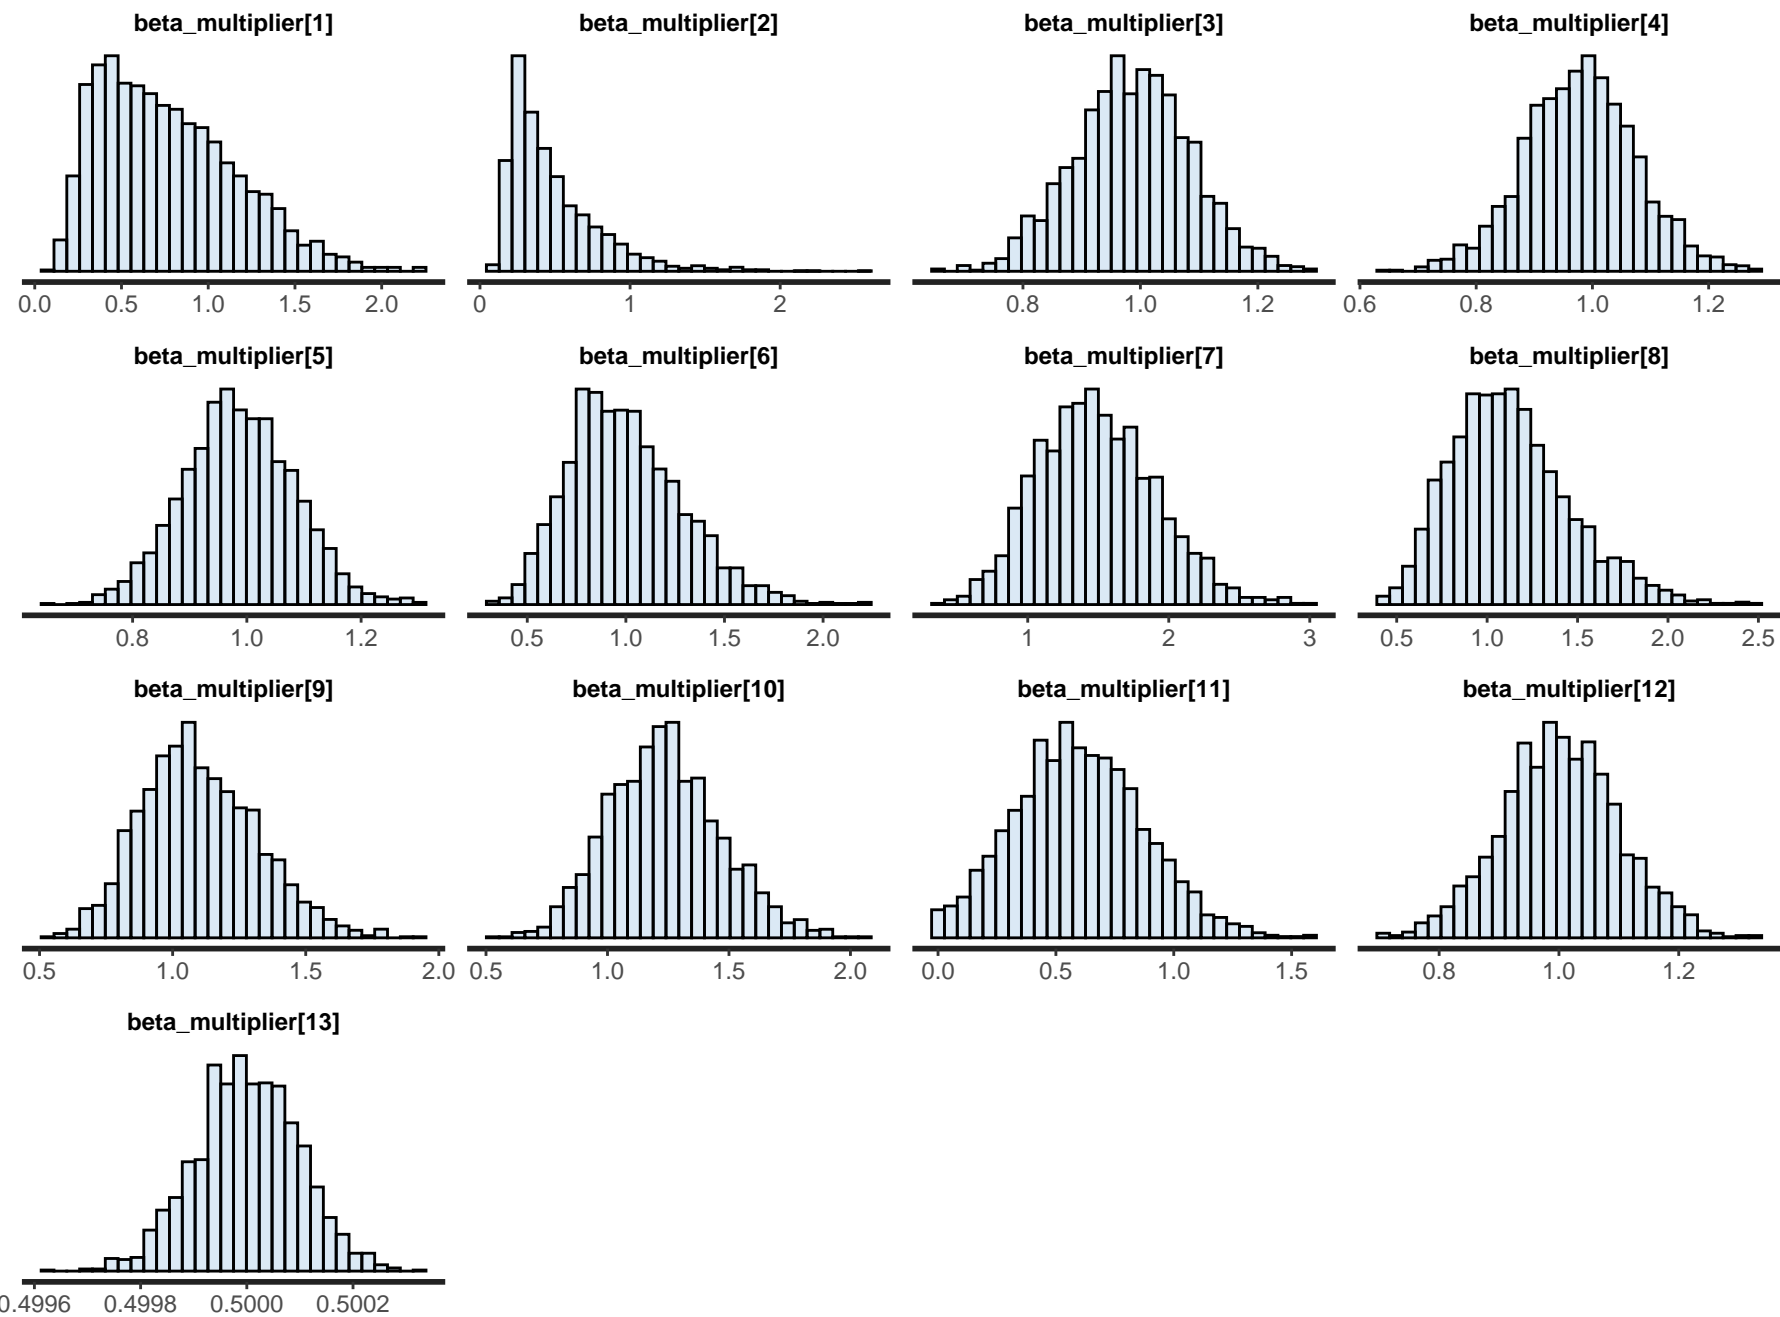 beta_multiplier[1] beta_multiplier[2] beta_multiplier[3] beta_multiplier[4]
0.0 0.5 1.0 1.5 2.0 0 1 2 0.8 1.0 1.2 0.6 0.8 1.0 1.2
beta_multiplier[5] beta_multiplier[6] beta_multiplier[7] beta_multiplier[8]
0.8 1.0 1.2 0.5 1.0 1.5 2.0 1 2 3 0.5 1.0 1.5 2.0 2.5
beta_multiplier[9] beta_multiplier[10] beta_multiplier[11] beta_multiplier[12]
0.5 1.0 1.5 2.0 0.5 1.0 1.5 2.0 0.0 0.5 1.0 1.5 0.8 1.0 1.2
beta_multiplier[13]
0.4996 0.4998 0.5000 0.5002